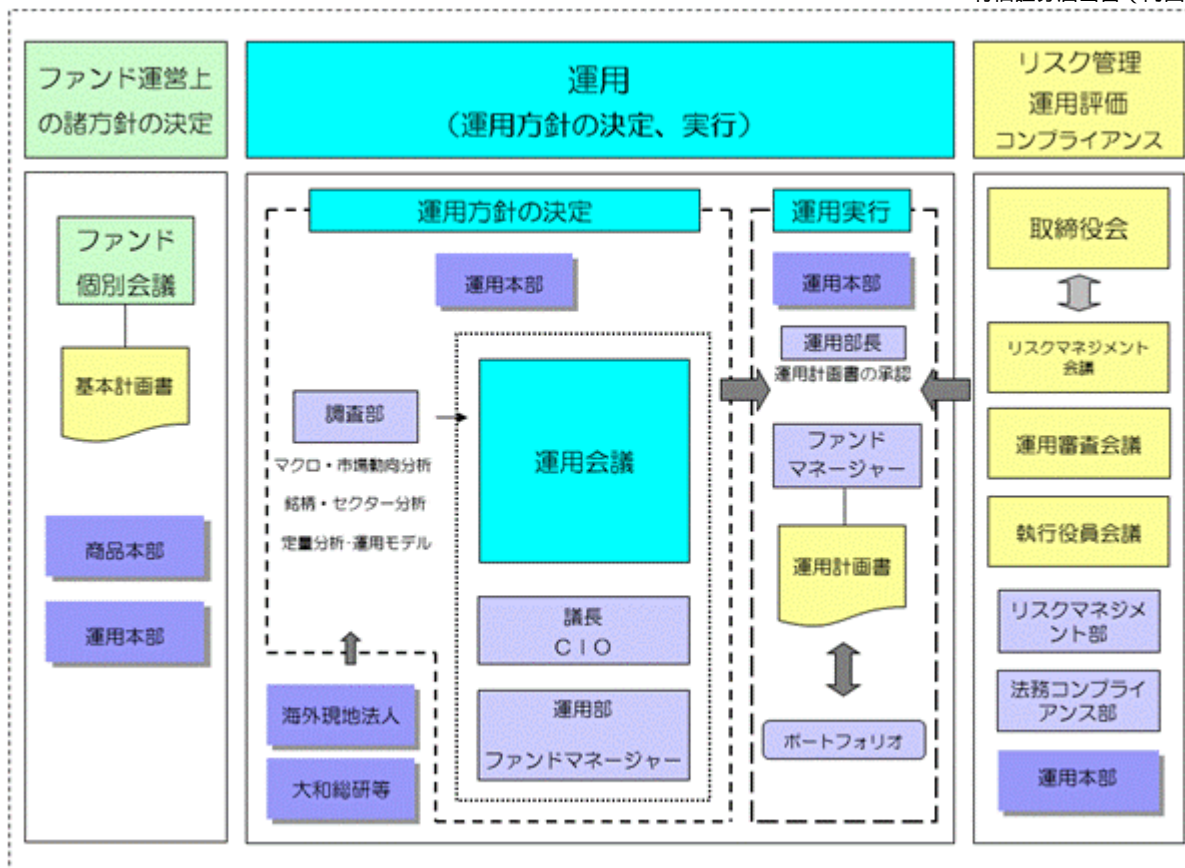 ファンド運営上
の諸方針の決定
運用
（運用方針の決定、実行）
リスク管理
運用評価
コンプライアンス
ファンド
個別会議
基本計画書
商品本部
運用本部
運用方針の決定
運用本部
調査部
マクロ・市場動向分析
銘柄・セクター分析
定量分析･運用モデル
運用会議
議長
ＣＩＯ
運用部
ファンドマネージャー
海外現地法人
大和総研等
運用実行
運用本部
運用部長
運用計画書の承認
ファンド
マネージャー
運用計画書
ポートフォリオ
取締役会
リスクマネジメント
会議
運用審査会議
執行役員会議
リスクマネジメ
ント部
法務コンプライ
アンス部
運用本部